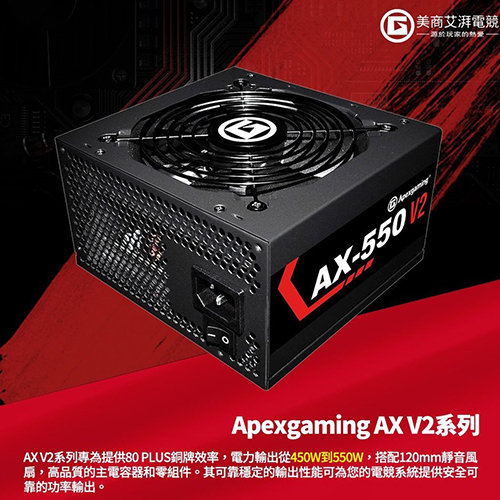 美商艾湃電競
源於玩家的熱愛
Apexgaming
AX-550 V2
Apexgaming AX V2系列
AX V2系列專為提供80 PLUS銅牌效率，電力輸出從450W到550W，搭配120mm靜音風
扇，高品質的主電容器和零組件。其可靠穩定的輸出性能可為您的電競系統提供安全可
靠的功率輸出。